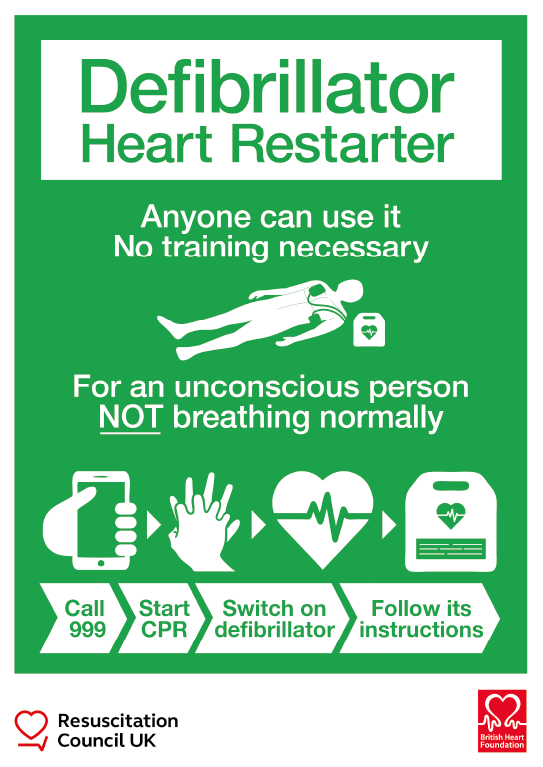 Defibrillator
Heart Restarter
Anyone can use it
No training necessary
For an unconscious person
NOT breathing normally
Call
999
Start
CPR
Switch on
defibrillator
Follow its
instructions
Resuscitation
Council UK
British Heart
Foundation